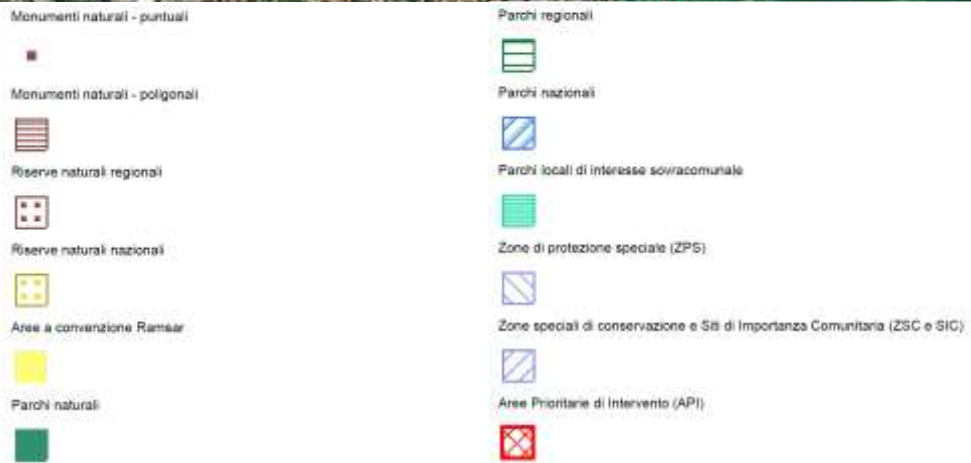 Monumenti naturali - puntuali
Monumenti naturali - poligonali
Riserve naturali regionali
Riserve naturali nazionali
Aree a convenzione Ramsar
Parchi naturali
Parchi regionali
Parchi nazionali
Parchi locali di interesse sovracomunale
Zone di protezione speciale (ZPS)
Zone speciali di conservazione e Siti di Importanza Comunitaria (ZSC e SIC)
Aree Prioritarie di Intervento (API)